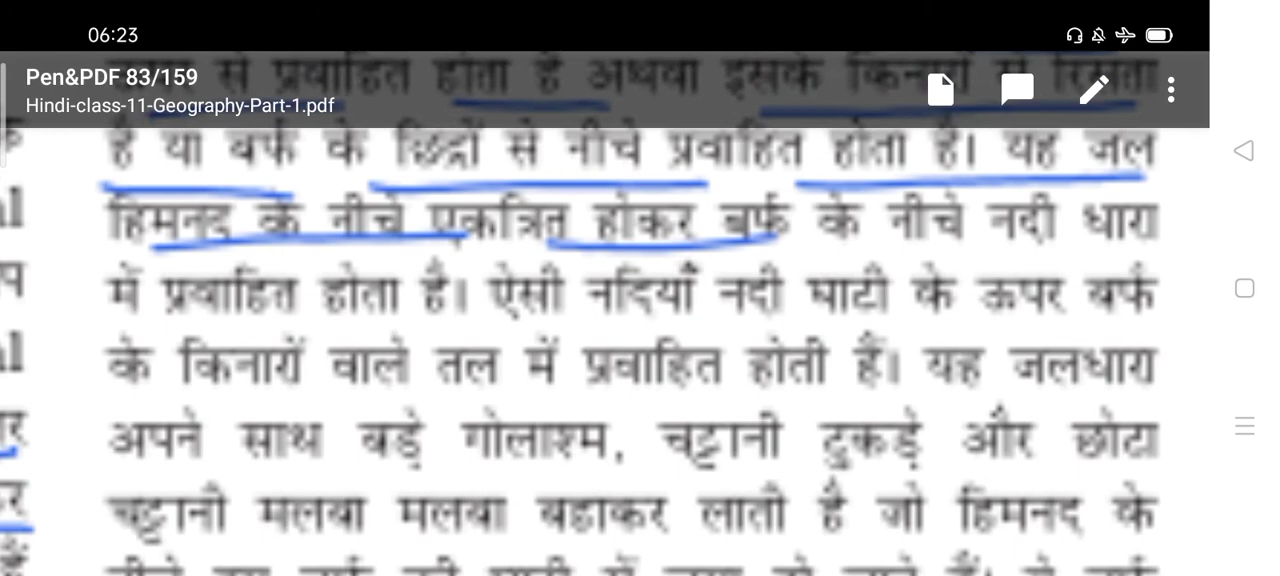 06:23
Pen&PDF 83/159
Hindi-class-11-Geography-Part-1.pdf
से प्रवाहित होता है अथवा इसके किनारों से रिसता
है या बर्फ के छिद्रों से नीचे प्रवाहित होता है। यह जल
हिमनद के नीचे एकत्रित होकर बर्फ के नीचे नदी धारा
में प्रवाहित होता है। ऐसी नदियाँ नदी घाटी के ऊपर बर्फ
के किनारों वाले तल में प्रवाहित होती हैं। यह जलधारा
अपने साथ बड़े गोलाश्म, चट्टानी टुकड़े और छोटा
चट्टानी मलबा मलबा बहाकर लाती है जो हिमनद के